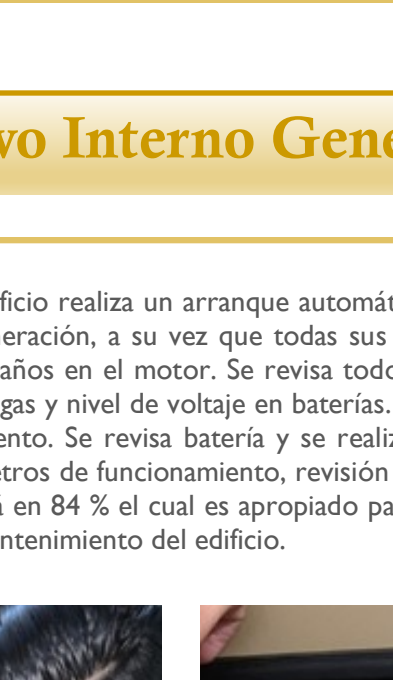 vo Interno Gene
ficio realiza un arranque automát
neración, a su vez que todas sus
años en el motor. Se revisa todo
gas y nivel de voltaje en baterías.
ento. Se revisa batería y se realiz
etros de funcionamiento, revisión
á en 84 % el cual es apropiado pa
ntenimiento del edificio.